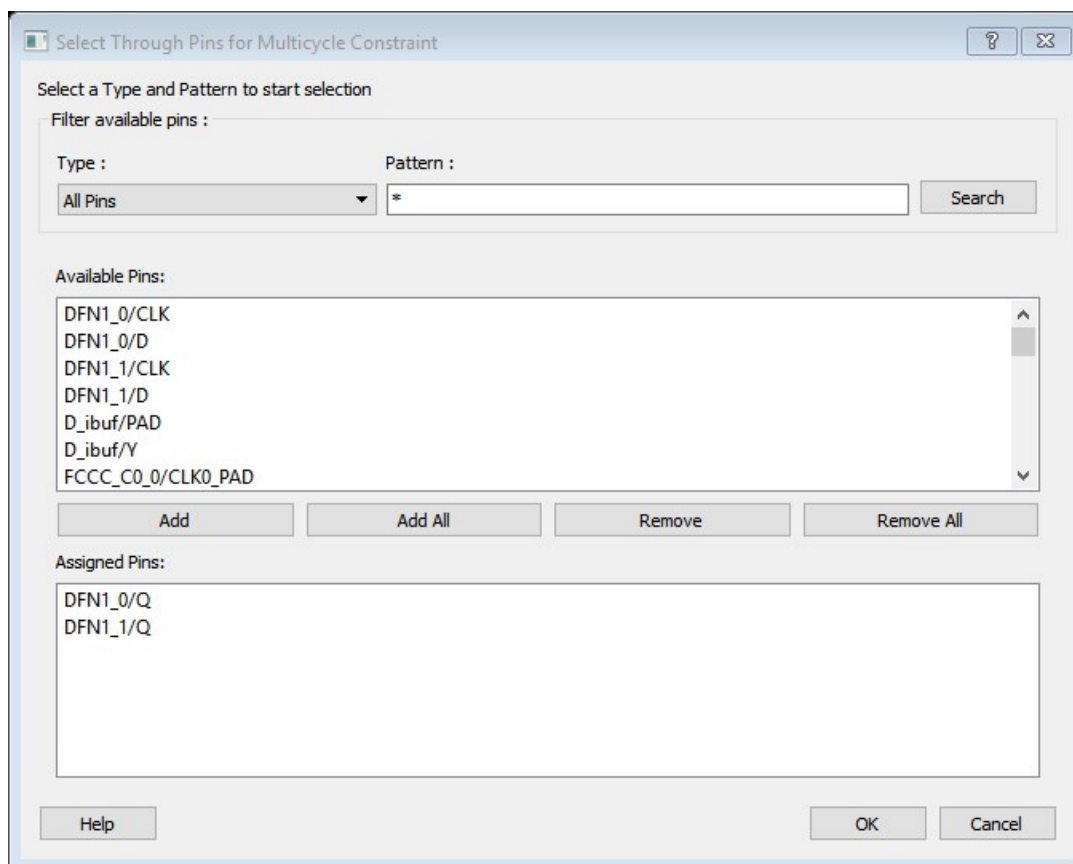 Select Through Pins for Multicycle Constraint
Select a Type and Pattern to start selection
Filter available pins :
Type : Pattern :
All Pins * Search
Available Pins:
DFN1_0/CLK
DFN1_0/D
DFN1_1/CLK
DFN1_1/D
D_ibuf/PAD
D_ibuf/Y
FCCC_C0_0/CLK0_PAD
Add Add All Remove Remove All
Assigned Pins:
DFN1_0/Q
DFN1_1/Q
Help OK Cancel